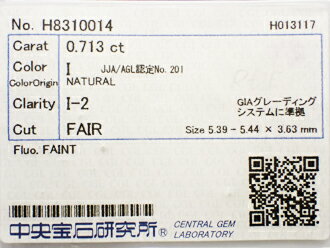 No. H8310014 H013117
Carat 0.713 ct
Color I JJA/AGL認定No.201
ColorOrigin NATURAL
Clarity I-2 GIAグレーディング
システムに準拠
Cut FAIR Size 5.39 - 5.44 × 3.63 mm
Fluo. FAINT
中央宝石研究所® CENTRAL GEM
LABORATORY